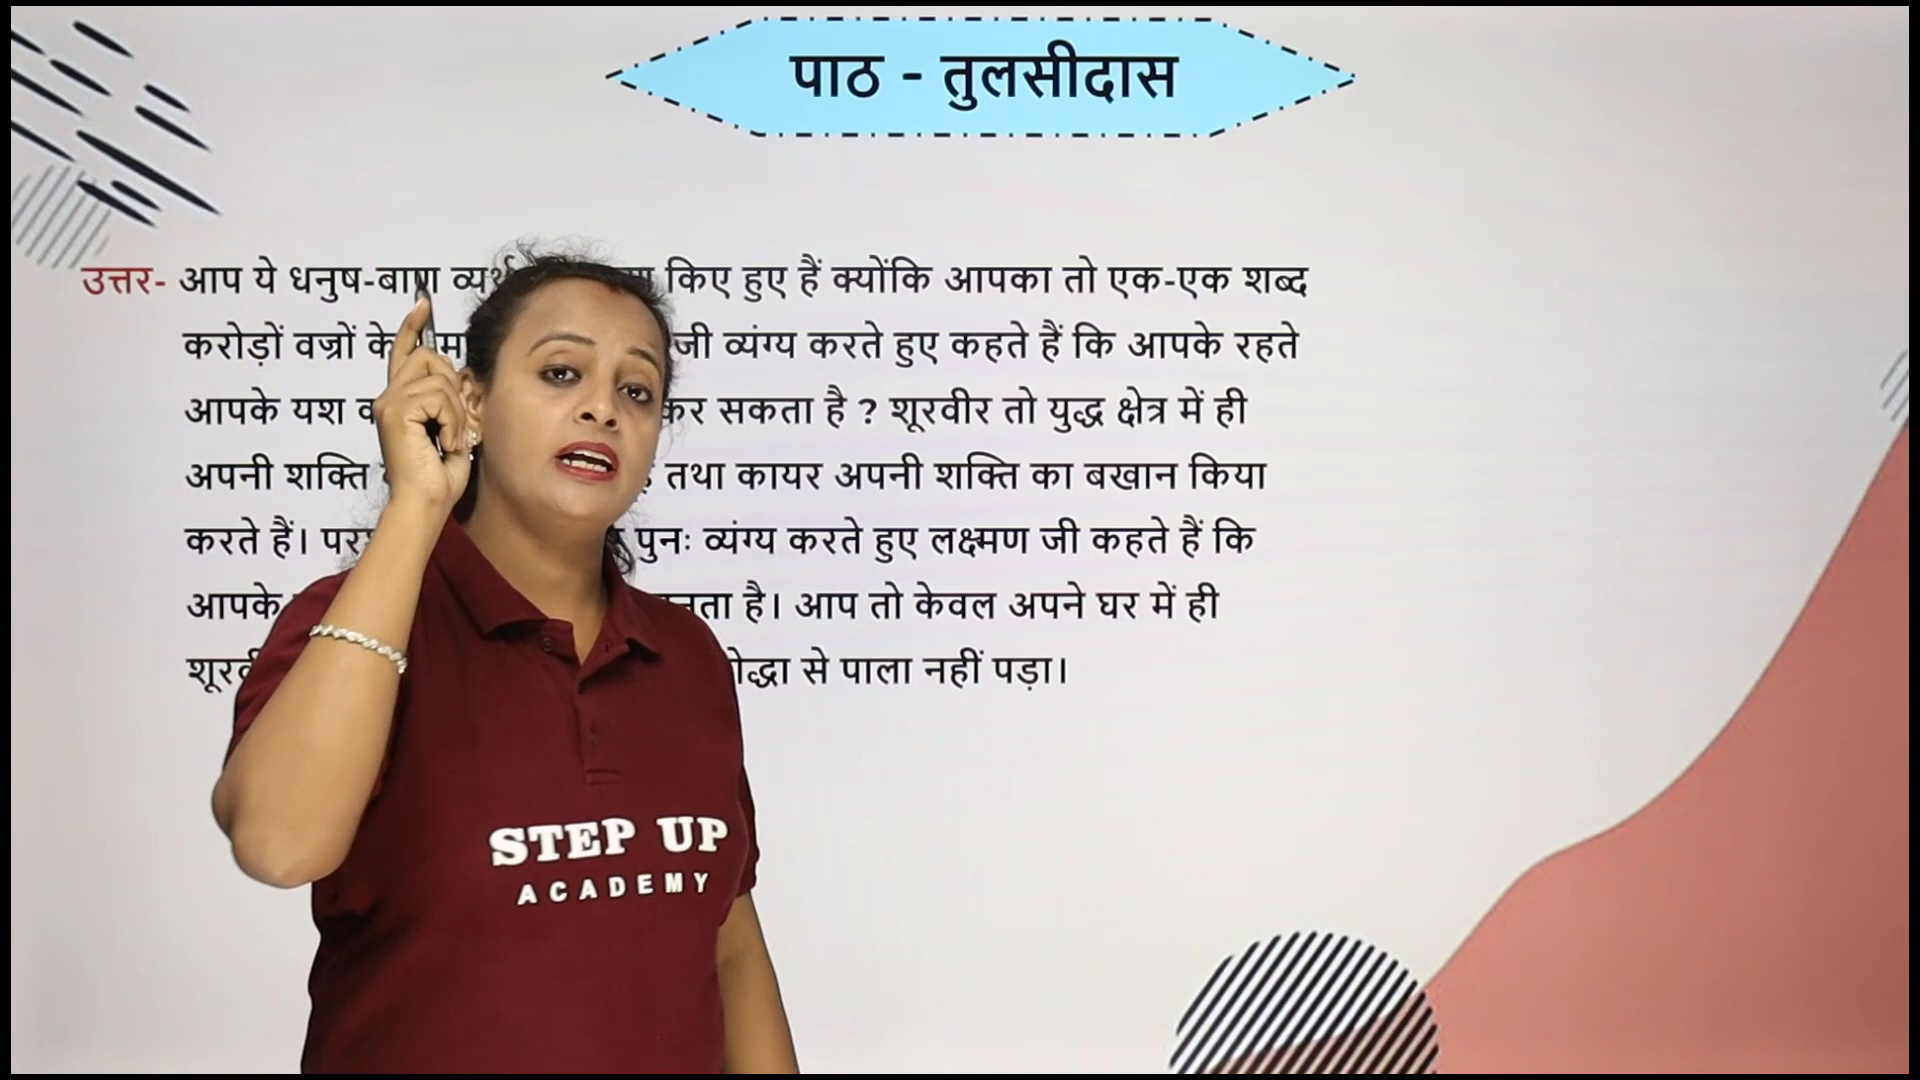 पाठ - तुलसीदास
उत्तर- आप ये धनुष-बाण किए हुए हैं क्योंकि आपका तो एक-एक शब्द
करोड़ों वज्रों के जी व्यंग्य करते हुए कहते हैं कि आपके रहते
आपके यश कर सकता है ? शूरवीर तो युद्ध क्षेत्र में ही
अपनी शक्ति तथा कायर अपनी शक्ति का बखान किया
करते हैं। पुनः व्यंग्य करते हुए लक्ष्मण जी कहते हैं कि
आपके है। आप तो केवल अपने घर में ही
से पाला नहीं पड़ा।
STEP UP
ACADEMY